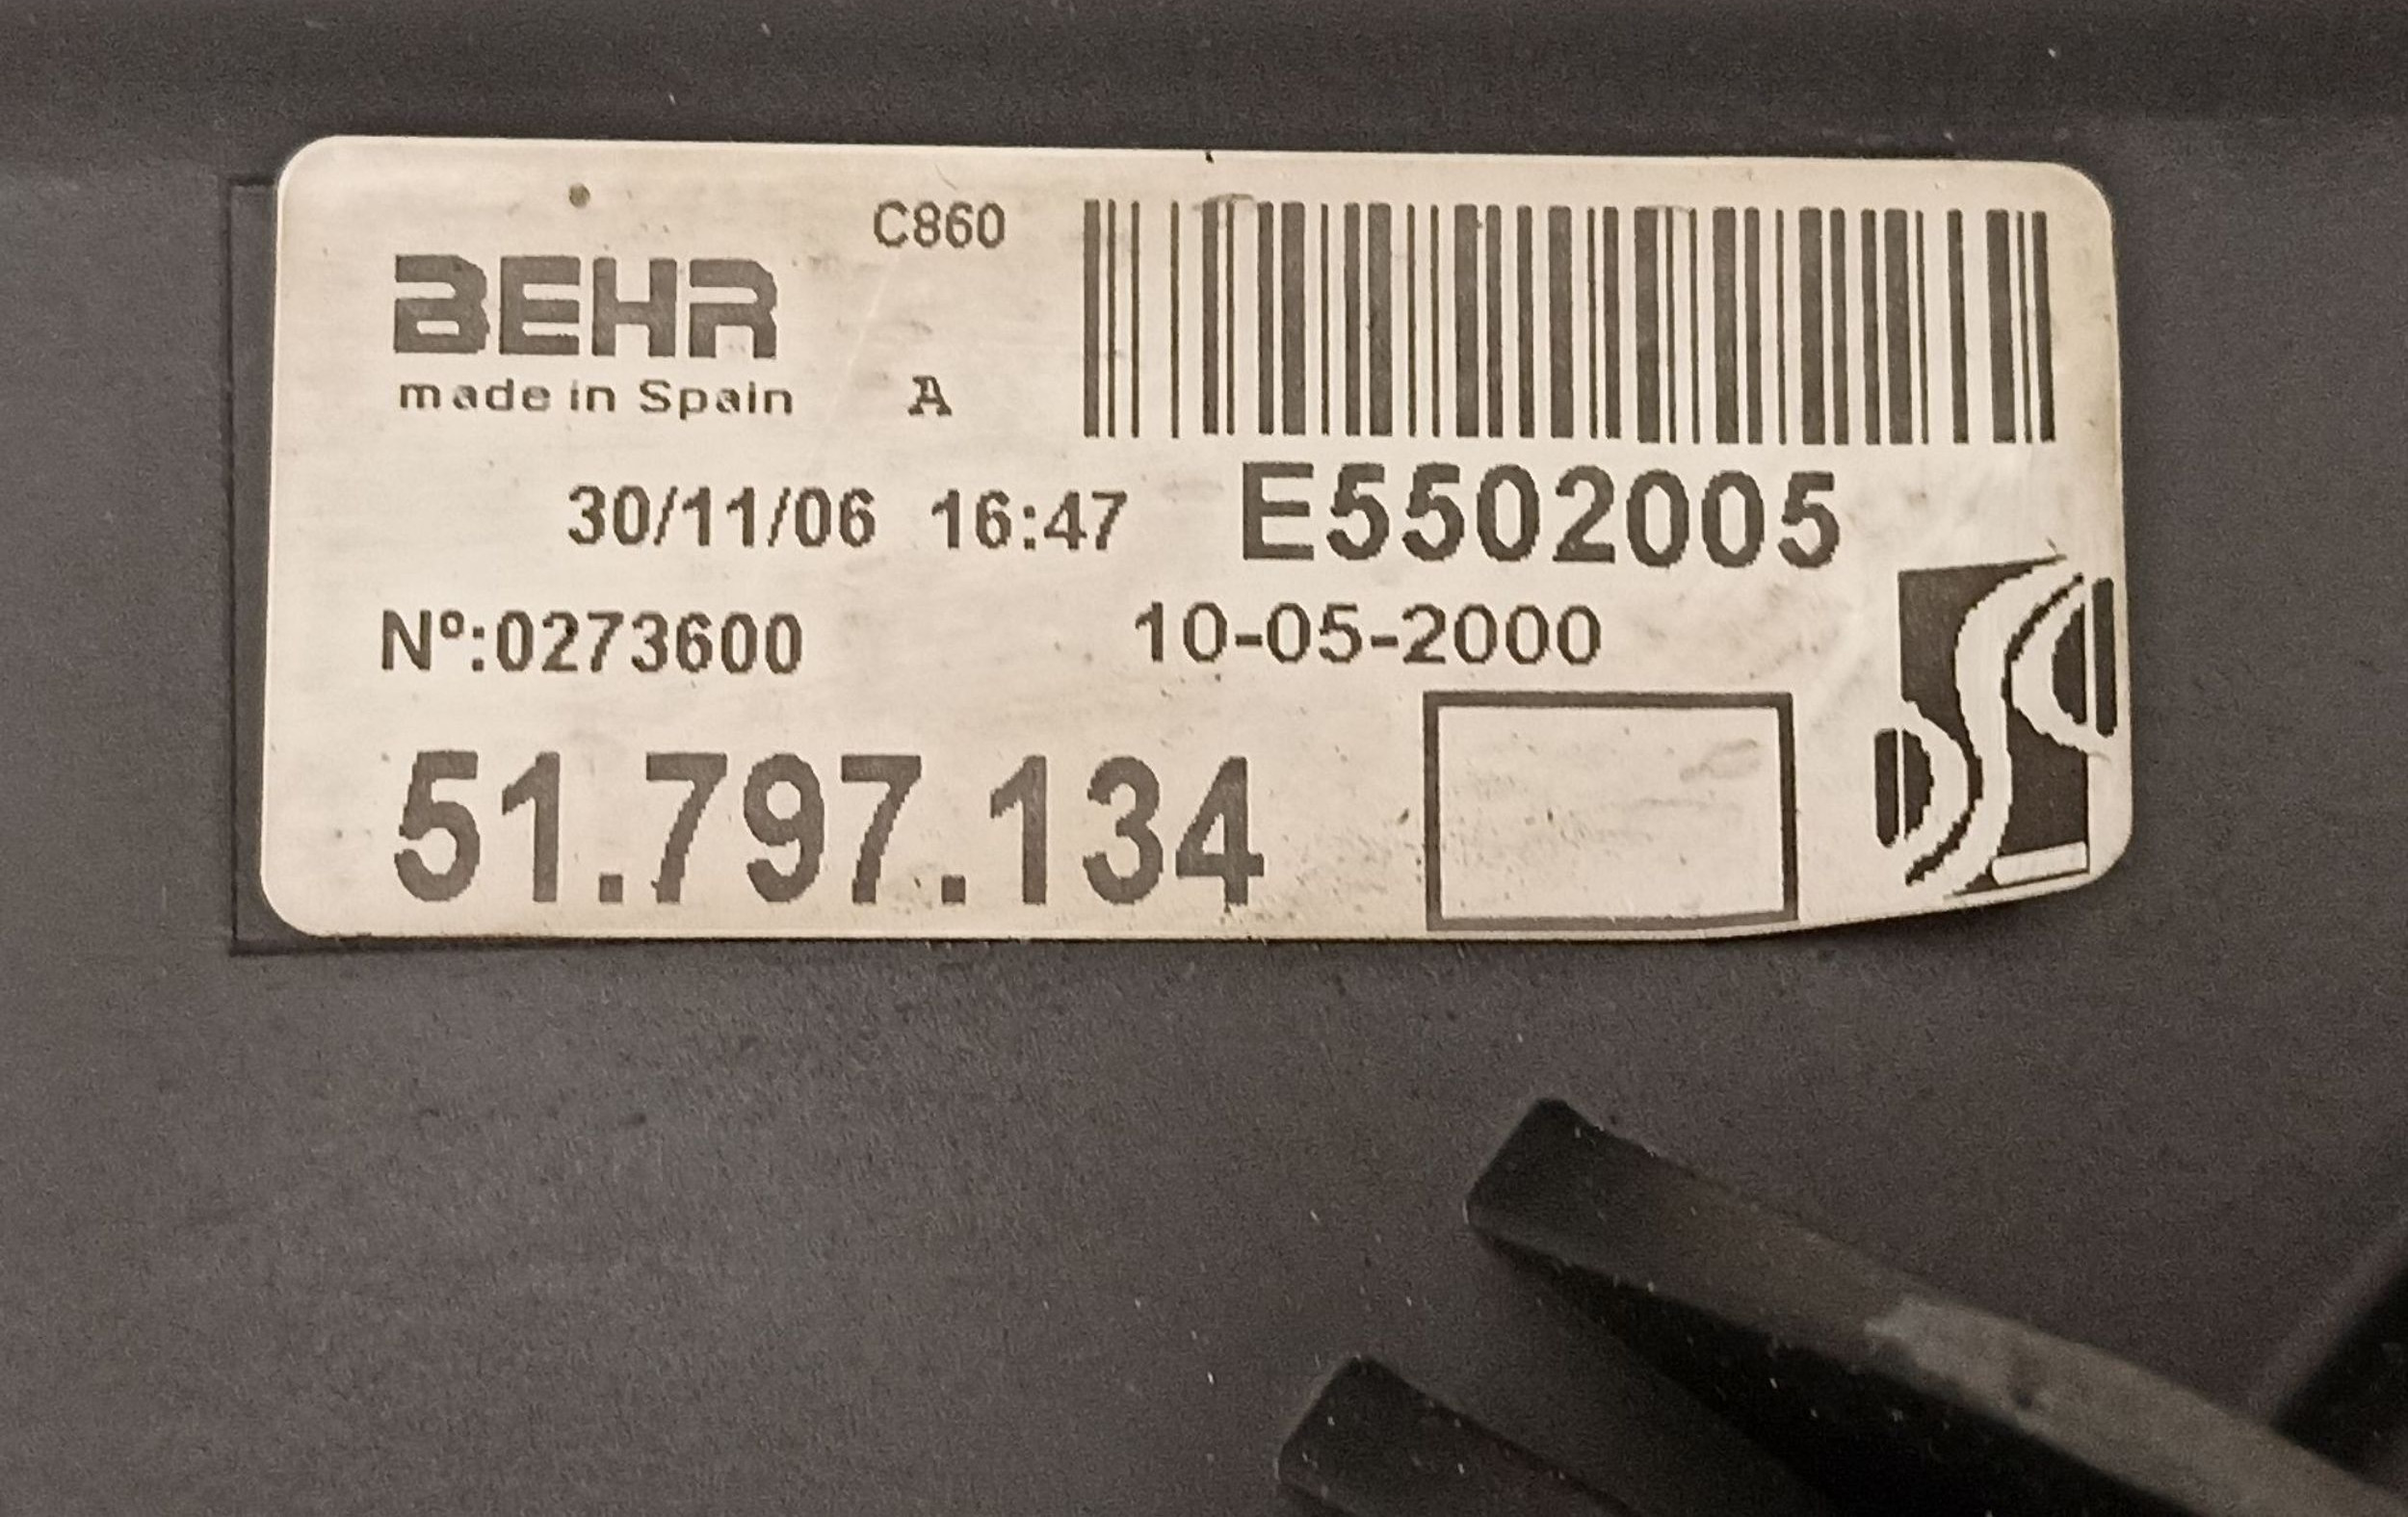 C860
BEHR
made in Spain A
30/11/06 16:47 E5502005
Nº:0273600 10-05-2000
51.797.134